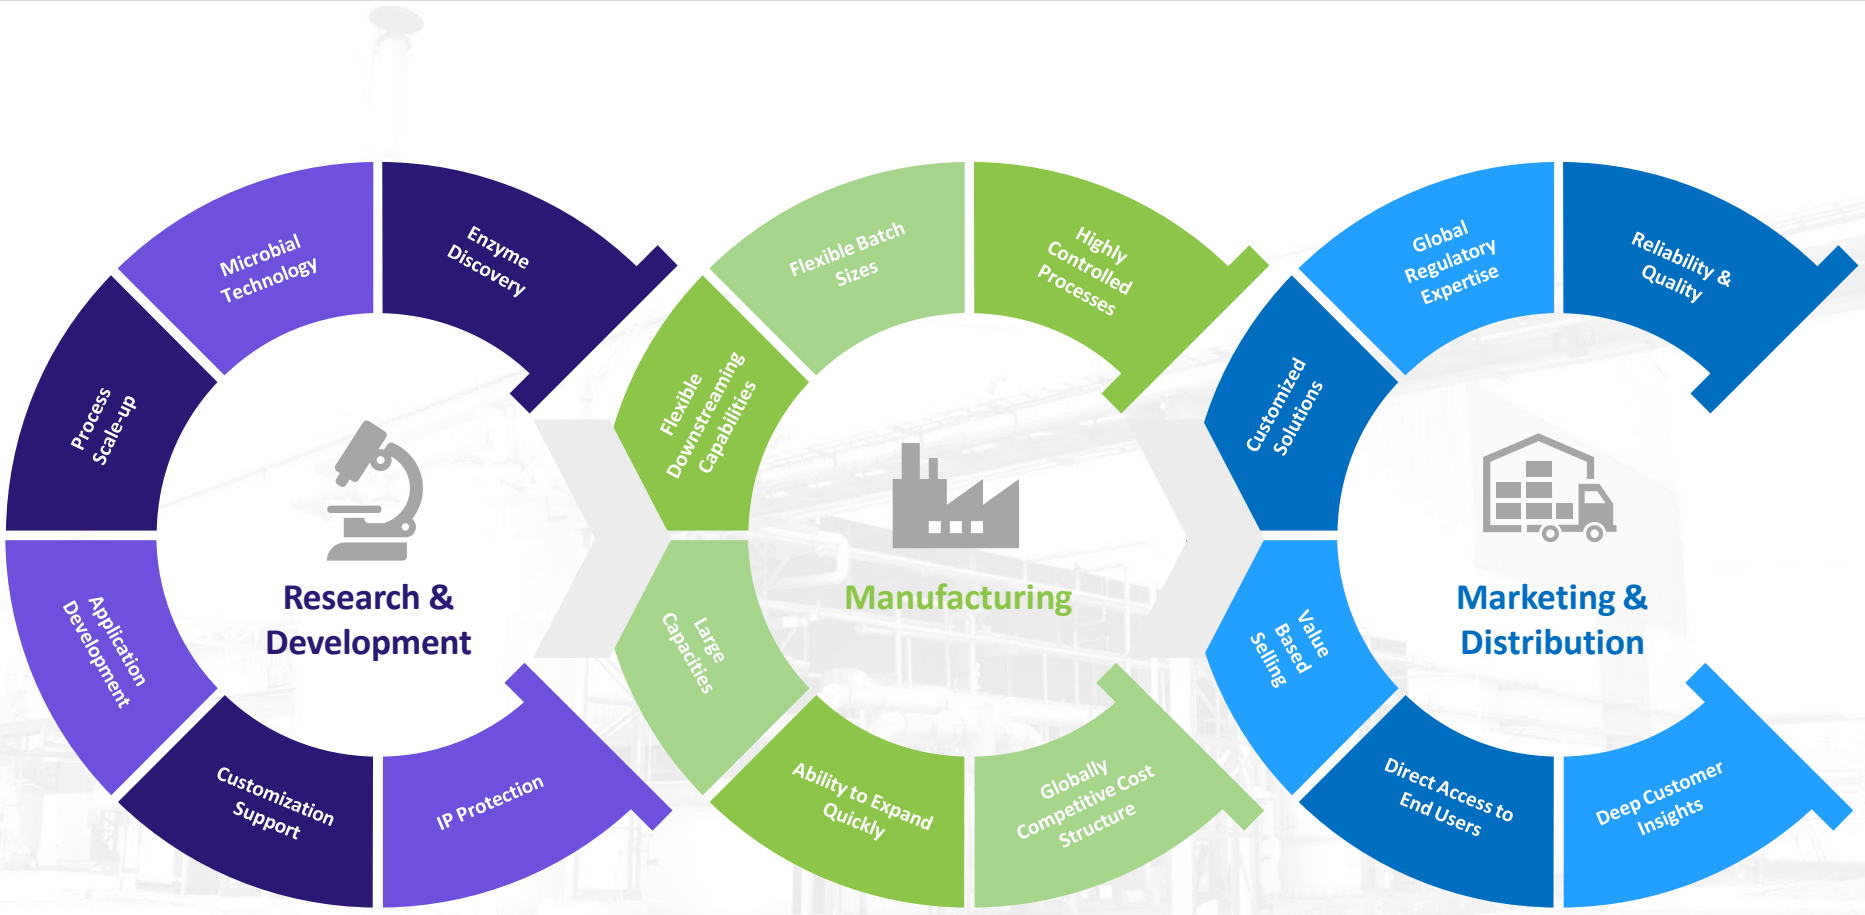 Enzyme
Discovery
Microbial
Technology
Process
Scale-up
Application
Development
Customization
Support
IP Protection
Research &
Development
Highly
Controlled
Processes
Flexible Batch
Sizes
Flexible
Downstreaming
Capabilities
Large
Capacities
Ability to Expand
Quickly
Globally
Competitive Cost
Structure
Manufacturing
Reliability &
Quality
Global
Regulatory
Expertise
Customized
Solutions
Value
Based
Selling
Direct Access to
End Users
Deep Customer
Insights
Marketing &
Distribution